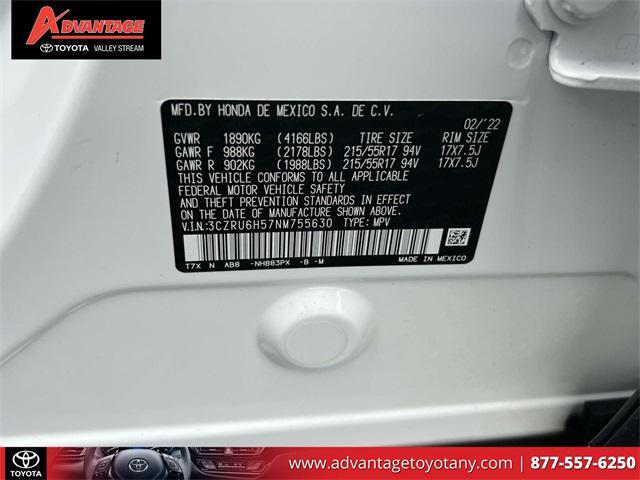 ADVANTAGE
TOYOTA VALLEY STREAM
MFD.BY HONDA DE MEXICO S.A. DE C.V.
02/'22
GVWR 1890KG (4166LBS) TIRE SIZE RIM SIZE
GAWR F 988KG (2178LBS) 215/55R17 94V 17X7.5J
GAWR R 902KG (1988LBS) 215/55R17 94V 17X7.5J
THIS VEHICLE CONFORMS TO ALL APPLICABLE
FEDERAL MOTOR VEHICLE SAFETY
AND THEFT PREVENTION STANDARDS IN EFFECT
ON THE DATE OF MANUFACTURE SHOWN ABOVE.
V.I.N:3CZRU6H57NM755630 TYPE: MPV
T7X N AB8 -NH883PX -B -M
MADE IN MEXICO
TOYOTA
www.advantagetoyotany.com | 877-557-6250